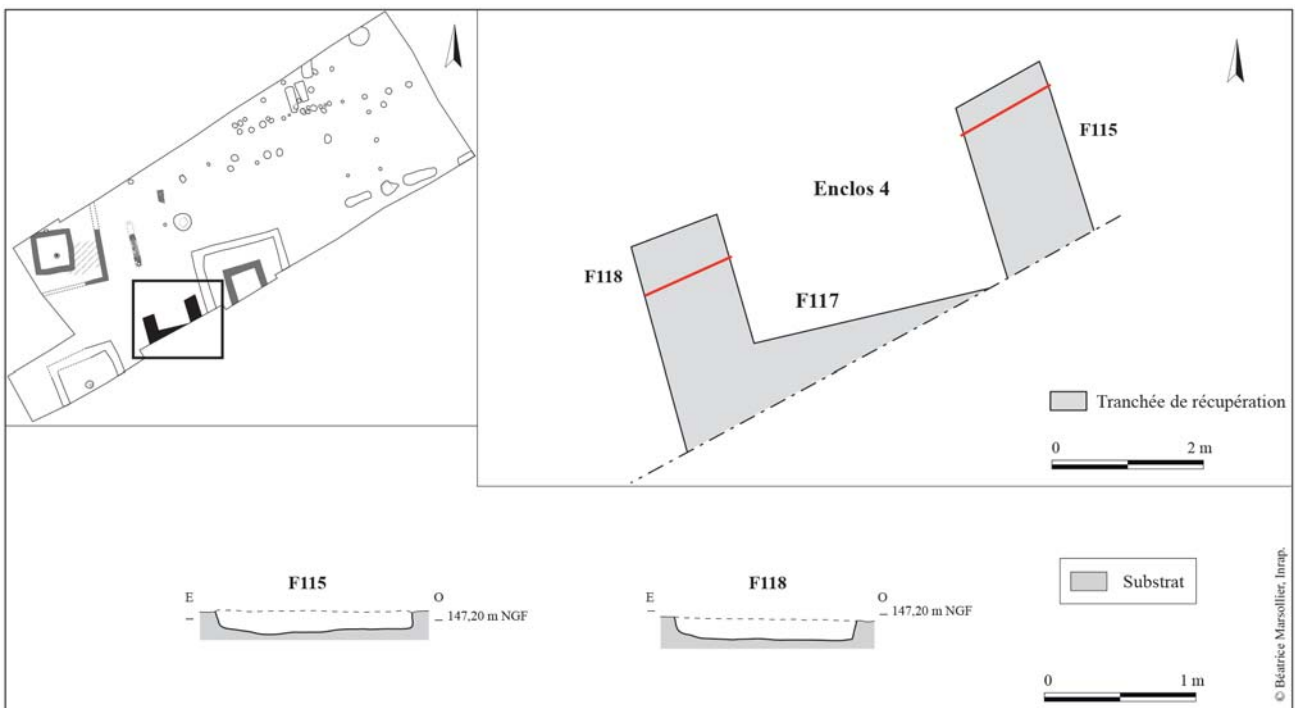 F115
Enclos 4
F118
F117
Tranchée de récupération
0 2 m
F115
E O
147,20 m NGF
F118
E O
147,20 m NGF
Substrat
0 1 m
© Béatrice Marsollier, Inrap.